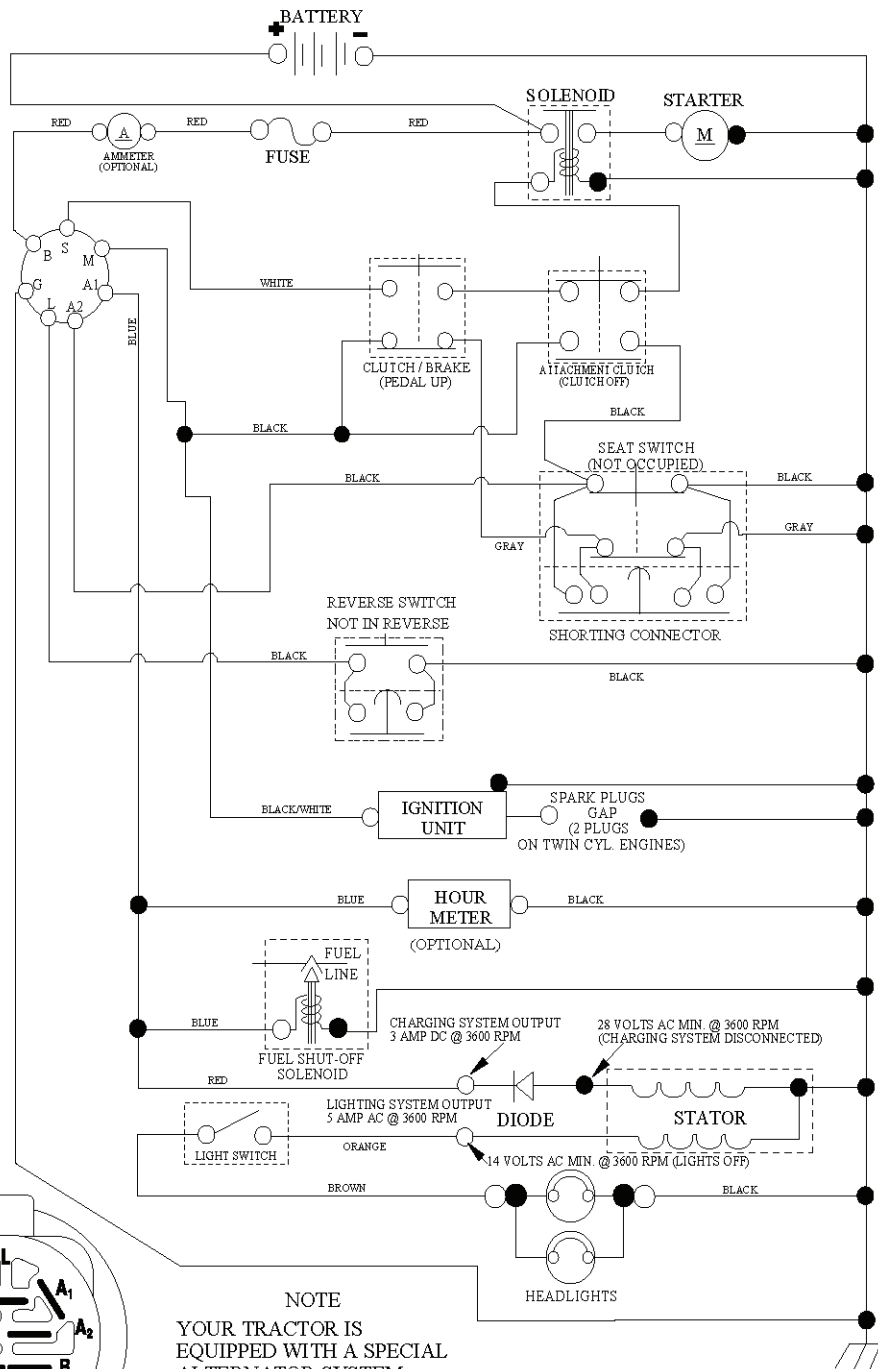 BATTERY
+ -
SOLENOID
STARTER
RED
RED
RED
A
M
AMMETER
(OPTIONAL)
FUSE
B
S
M
G
A1
L
A2
WHITE
BLUE
CLUTCH / BRAKE
(PEDAL UP)
ATTACHMENT CLUTCH
(CLUTCH OFF)
BLACK
BLACK
SEAT SWITCH
(NOT OCCUPIED)
BLACK
BLACK
GRAY
GRAY
SHORTING CONNECTOR
REVERSE SWITCH
NOT IN REVERSE
BLACK
BLACK
BLACK/WHITE
IGNITION
UNIT
SPARK PLUGS
GAP
(2 PLUGS
ON TWIN CYL. ENGINES)
BLUE
HOUR
METER
BLACK
(OPTIONAL)
FUEL
LINE
BLUE
FUEL SHUT-OFF
SOLENOID
CHARGING SYSTEM OUTPUT
3 AMP DC @ 3600 RPM
28 VOLTS AC MIN. @ 3600 RPM
(CHARGING SYSTEM DISCONNECTED)
RED
DIODE
STATOR
LIGHTING SYSTEM OUTPUT
5 AMP AC @ 3600 RPM
LIGHT SWITCH
ORANGE
14 VOLTS AC MIN. @ 3600 RPM (LIGHTS OFF)
BROWN
BLACK
HEADLIGHTS
L
A1
A2
B
NOTE
YOUR TRACTOR IS
EQUIPPED WITH A SPECIAL
ALTERNATOR SYSTEM